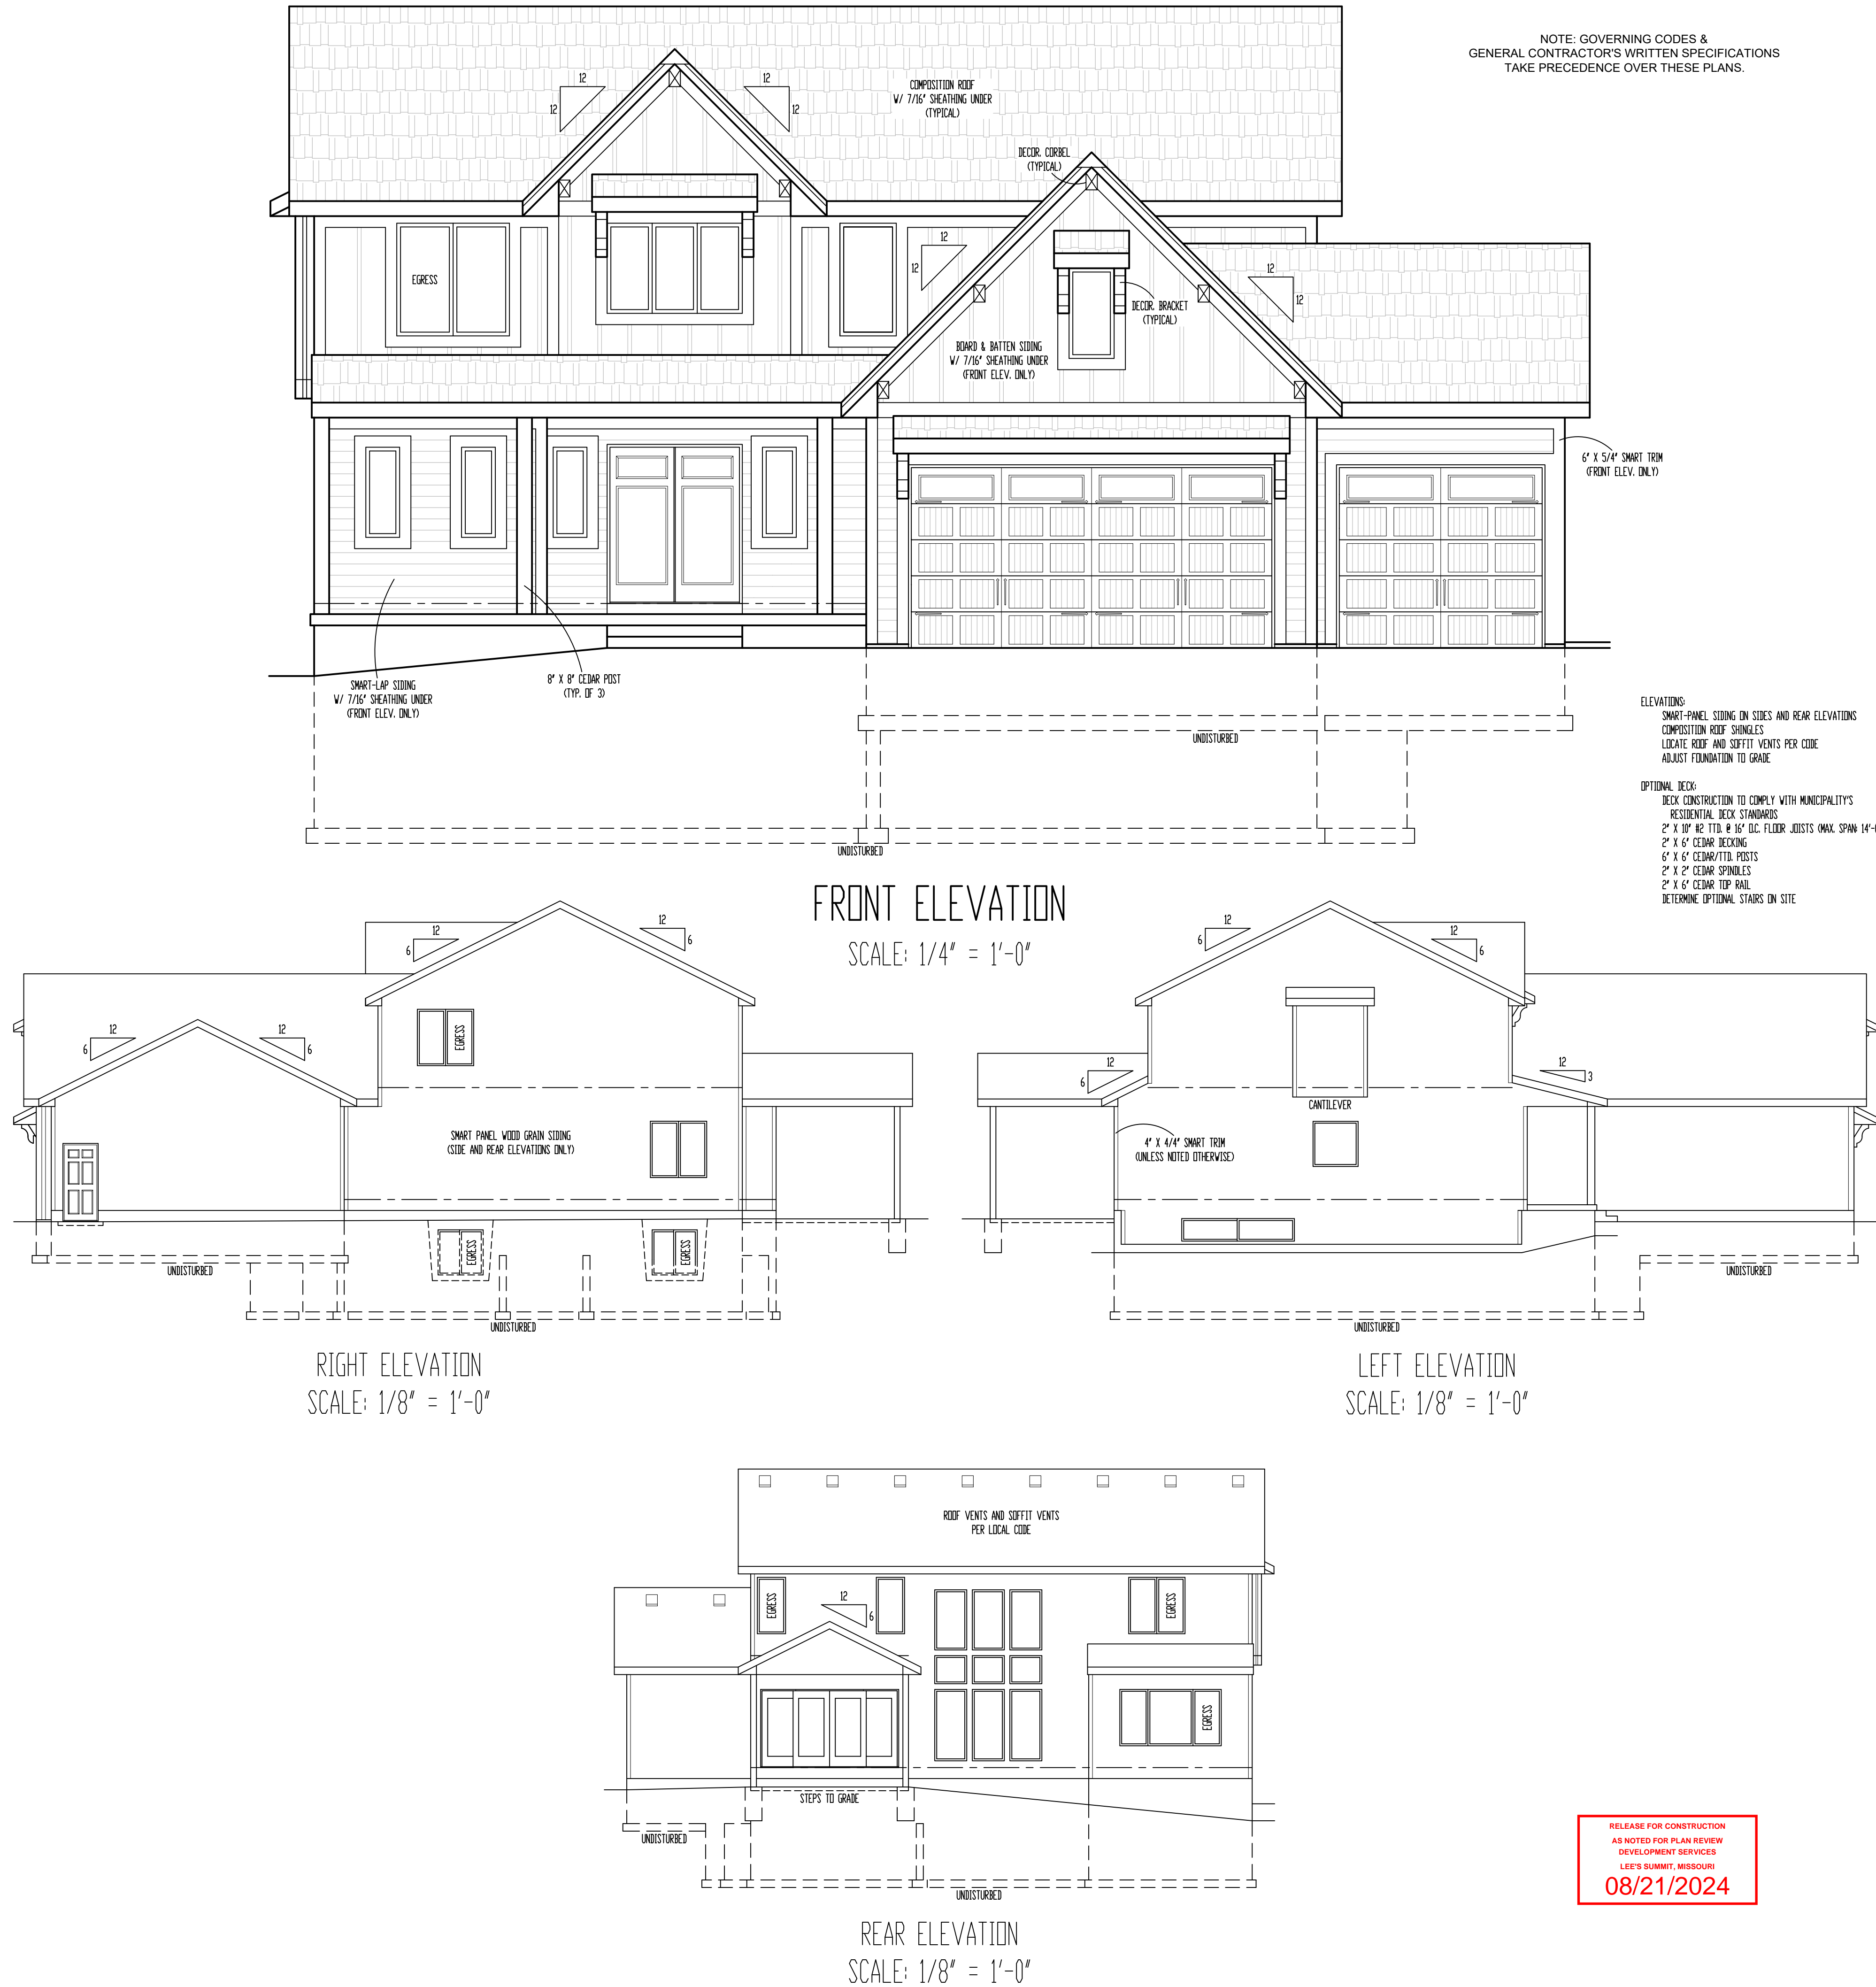 NOTE: GOVERNING CODES &
GENERAL CONTRACTOR'S WRITTEN SPECIFICATIONS
TAKE PRECEDENCE OVER THESE PLANS.
12
12
12
12
COMPOSITION ROOF
W/ 7/16" SHEATHING UNDER
(TYPICAL)
DECOR. CORBEL
(TYPICAL)
12
12
12
12
EGRESS
DECOR. BRACKET
(TYPICAL)
BOARD & BATTEN SIDING
W/ 7/16" SHEATHING UNDER
(FRONT ELEV. ONLY)
6" X 5/4" SMART TRIM
(FRONT ELEV. ONLY)
SMART-LAP SIDING
W/ 7/16" SHEATHING UNDER
(FRONT ELEV. ONLY)
8" X 8" CEDAR POST
(TYP. OF 3)
UNDISTURBED
UNDISTURBED
ELEVATIONS:
SMART-PANEL SIDING ON SIDES AND REAR ELEVATIONS
COMPOSITION ROOF SHINGLES
LOCATE ROOF AND SOFFIT VENTS PER CODE
ADJUST FOUNDATION TO GRADE
OPTIONAL DECK:
DECK CONSTRUCTION TO COMPLY WITH MUNICIPALITY'S
RESIDENTIAL DECK STANDARDS
2" X 10" #2 TTD. @ 16" O.C. FLOOR JOISTS (MAX. SPAN: 14'-
2" X 6" CEDAR DECKING
6" X 6" CEDAR/TTD. POSTS
2" X 2" CEDAR SPINDLES
2" X 6" CEDAR TOP RAIL
DETERMINE OPTIONAL STAIRS ON SITE
FRONT ELEVATION
SCALE: 1/4" = 1'-0"
12
6
12
6
12
6
12
6
EGRESS
SMART PANEL WOOD GRAIN SIDING
(SIDE AND REAR ELEVATIONS ONLY)
EGRESS
EGRESS
UNDISTURBED
UNDISTURBED
RIGHT ELEVATION
SCALE: 1/8" = 1'-0"
12
6
12
6
12
6
12
3
CANTILEVER
4" X 4/4" SMART TRIM
(UNLESS NOTED OTHERWISE)
UNDISTURBED
UNDISTURBED
LEFT ELEVATION
SCALE: 1/8" = 1'-0"
ROOF VENTS AND SOFFIT VENTS
PER LOCAL CODE
EGRESS
12
6
EGRESS
EGRESS
STEPS TO GRADE
UNDISTURBED
UNDISTURBED
REAR ELEVATION
SCALE: 1/8" = 1'-0"
RELEASE FOR CONSTRUCTION
AS NOTED FOR PLAN REVIEW
DEVELOPMENT SERVICES
LEE'S SUMMIT, MISSOURI
08/21/2024